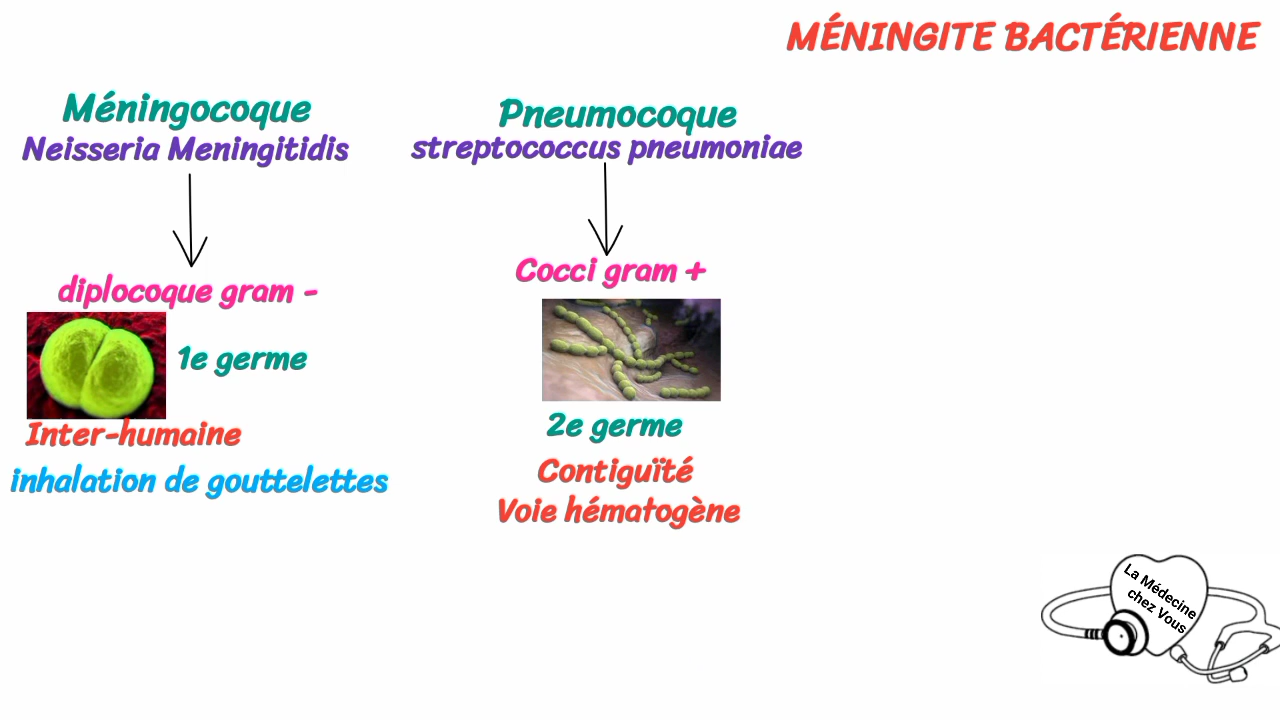 MÉNINGITE BACTÉRIENNE
Méningocoque
Neisseria Meningitidis
diplocoque gram -
1e germe
Inter-humaine
inhalation de gouttelettes
Pneumocoque
streptococcus pneumoniae
Cocci gram +
2e germe
Contiguïté
Voie hématogène
La Médecine
chez Vous